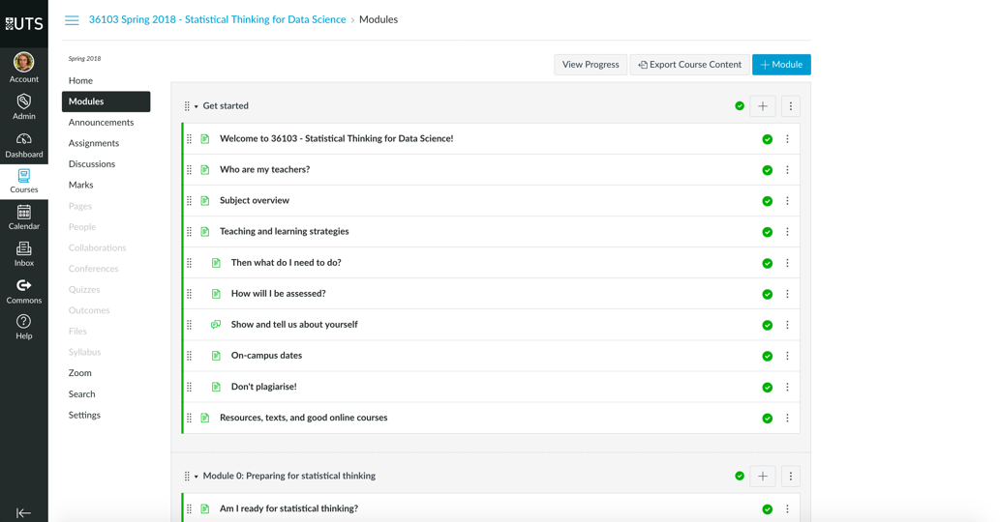 UTS
Account
Admin
Dashboard
Courses
Calendar
Inbox
Commons
Help
36103 Spring 2018 - Statistical Thinking for Data Science › Modules
Spring 2018
Home
Modules
Announcements
Assignments
Discussions
Marks
Pages
People
Collaborations
Conferences
Quizzes
Outcomes
Files
Syllabus
Zoom
Search
Settings
View Progress
Export Course Content
+ Module
Get started
Welcome to 36103 - Statistical Thinking for Data Science!
Who are my teachers?
Subject overview
Teaching and learning strategies
Then what do I need to do?
How will I be assessed?
Show and tell us about yourself
On-campus dates
Don't plagiarise!
Resources, texts, and good online courses
Module 0: Preparing for statistical thinking
Am I ready for statistical thinking?